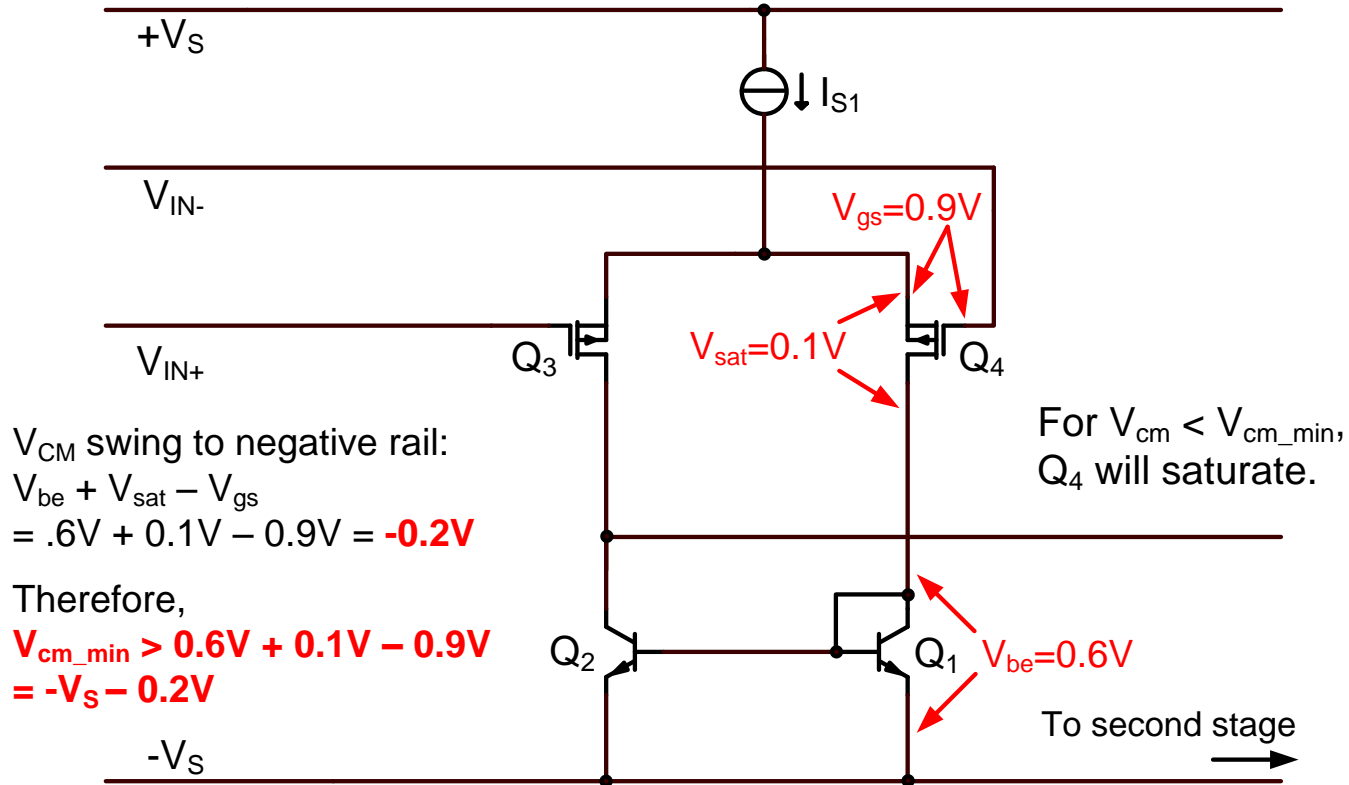 +VS
IS1
VIN-
Vgs=0.9V
VIN+
Q3
Vsat=0.1V
Q4
VCM swing to negative rail:
Vbe + Vsat – Vgs
= .6V + 0.1V – 0.9V = -0.2V
For Vcm < Vcm_min,
Q4 will saturate.
Therefore,
Vcm_min > 0.6V + 0.1V – 0.9V
= -VS – 0.2V
Q2
Q1
Vbe=0.6V
To second stage
-VS